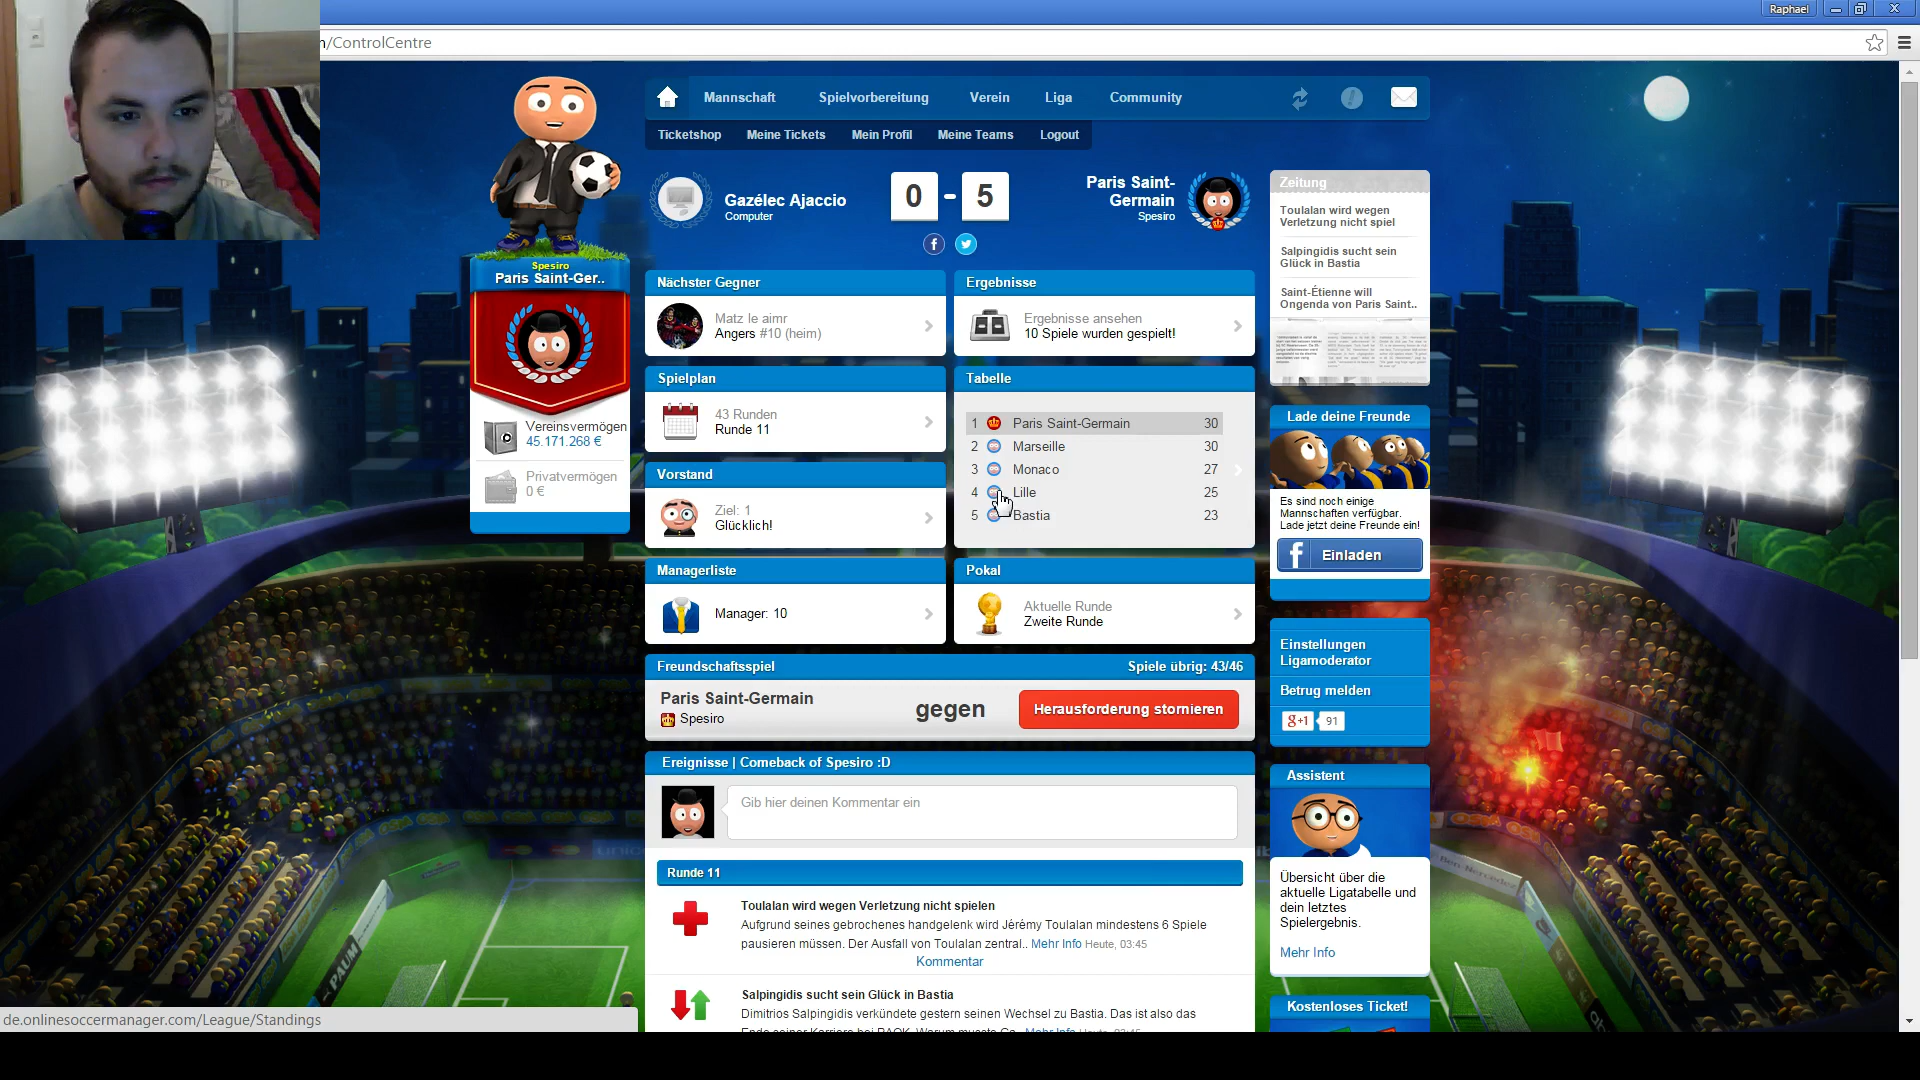 Raphael
/ControlCentre
Mannschaft Spielvorbereitung Verein Liga Community
Ticketshop Meine Tickets Mein Profil Meine Teams Logout
Gazélec Ajaccio
Computer
0 - 5
Paris Saint-
Germain
Spesiro
Spesiro
Paris Saint-Ger..
Vereinsvermögen
45.171.268 €
Privatvermögen
0 €
Nächster Gegner
Matz le aimr
Angers #10 (heim)
Ergebnisse
Ergebnisse ansehen
10 Spiele wurden gespielt!
Spielplan
43 Runden
Runde 11
Tabelle
1 Paris Saint-Germain 30
2 Marseille 30
3 Monaco 27
4 Lille 25
5 Bastia 23
Vorstand
Ziel: 1
Glücklich!
Managerliste
Manager: 10
Pokal
Aktuelle Runde
Zweite Runde
Freundschaftsspiel Spiele übrig: 43/46
Paris Saint-Germain
Spesiro
gegen
Herausforderung stornieren
Ereignisse | Comeback of Spesiro :D
Gib hier deinen Kommentar ein
Runde 11
Toulalan wird wegen Verletzung nicht spielen
Aufgrund seines gebrochenes handgelenk wird Jérémy Toulalan mindestens 6 Spiele
pausieren müssen. Der Ausfall von Toulalan zentral.. Mehr Info Heute, 03:45
Kommentar
Salpingidis sucht sein Glück in Bastia
Dimitrios Salpingidis verkündete gestern seinen Wechsel zu Bastia. Das ist also das
Zeitung
Toulalan wird wegen
Verletzung nicht spiel
Salpingidis sucht sein
Glück in Bastia
Saint-Étienne will
Ongenda von Paris Saint..
Lade deine Freunde
Es sind noch einige
Mannschaften verfügbar.
Lade jetzt deine Freunde ein!
f Einladen
Einstellungen
Ligamoderator
Betrug melden
g+1 91
Assistent
Übersicht über die
aktuelle Ligatabelle und
dein letztes
Spielergebnis.
Mehr Info
Kostenloses Ticket!
PAUM
de.onlinesoccermanager.com/League/Standings